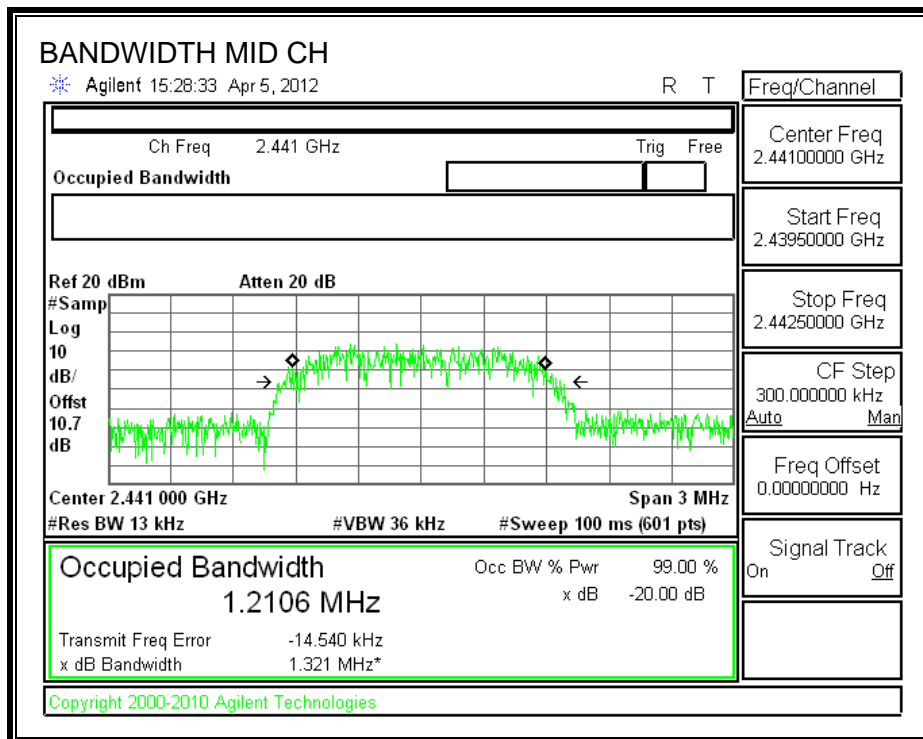 BANDWIDTH MID CH
Agilent 15:28:33 Apr 5, 2012 R T
Freq/Channel
Ch Freq 2.441 GHz Trig Free
Occupied Bandwidth
Center Freq
2.44100000 GHz
Start Freq
2.43950000 GHz
Stop Freq
2.44250000 GHz
CF Step
300.000000 kHz
Auto Man
Freq Offset
0.00000000 Hz
Signal Track
On Off
Ref 20 dBm Atten 20 dB
#Samp
Log
10
dB/
Offst
10.7
dB
Center 2.441 000 GHz Span 3 MHz
#Res BW 13 kHz #VBW 36 kHz #Sweep 100 ms (601 pts)
Occupied Bandwidth
1.2106 MHz
Occ BW % Pwr 99.00 %
x dB -20.00 dB
Transmit Freq Error -14.540 kHz
x dB Bandwidth 1.321 MHz*
Copyright 2000-2010 Agilent Technologies